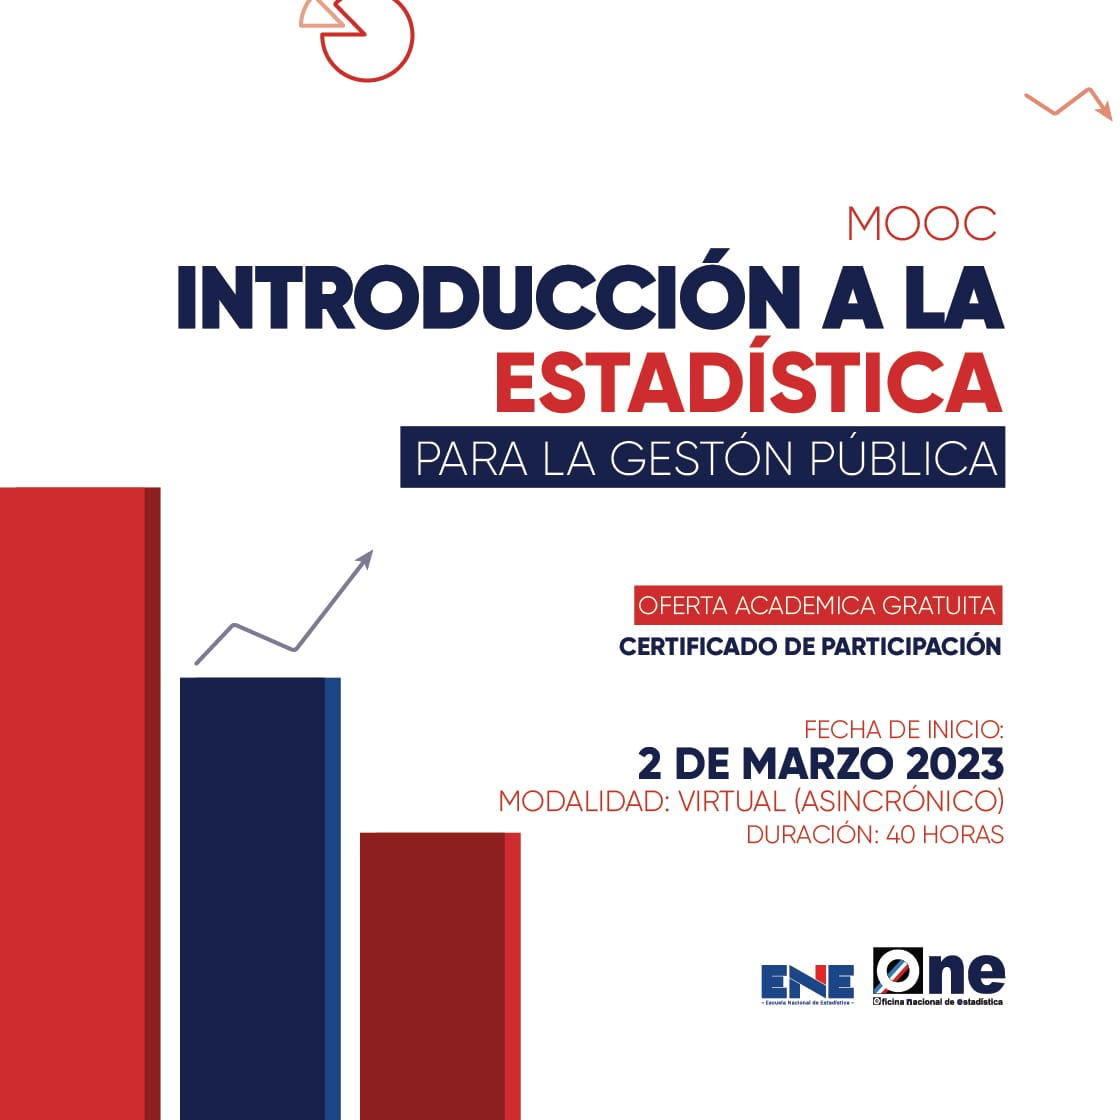 MOOC
INTRODUCCIÓN A LA
ESTADÍSTICA
PARA LA GESTÓN PÚBLICA
OFERTA ACADEMICA GRATUITA
CERTIFICADO DE PARTICIPACIÓN
FECHA DE INICIO:
2 DE MARZO 2023
MODALIDAD: VIRTUAL (ASINCRÓNICO)
DURACIÓN: 40 HORAS
ENE
- Escuela Nacional de Estadística -
One
Oficina Nacional de estadística